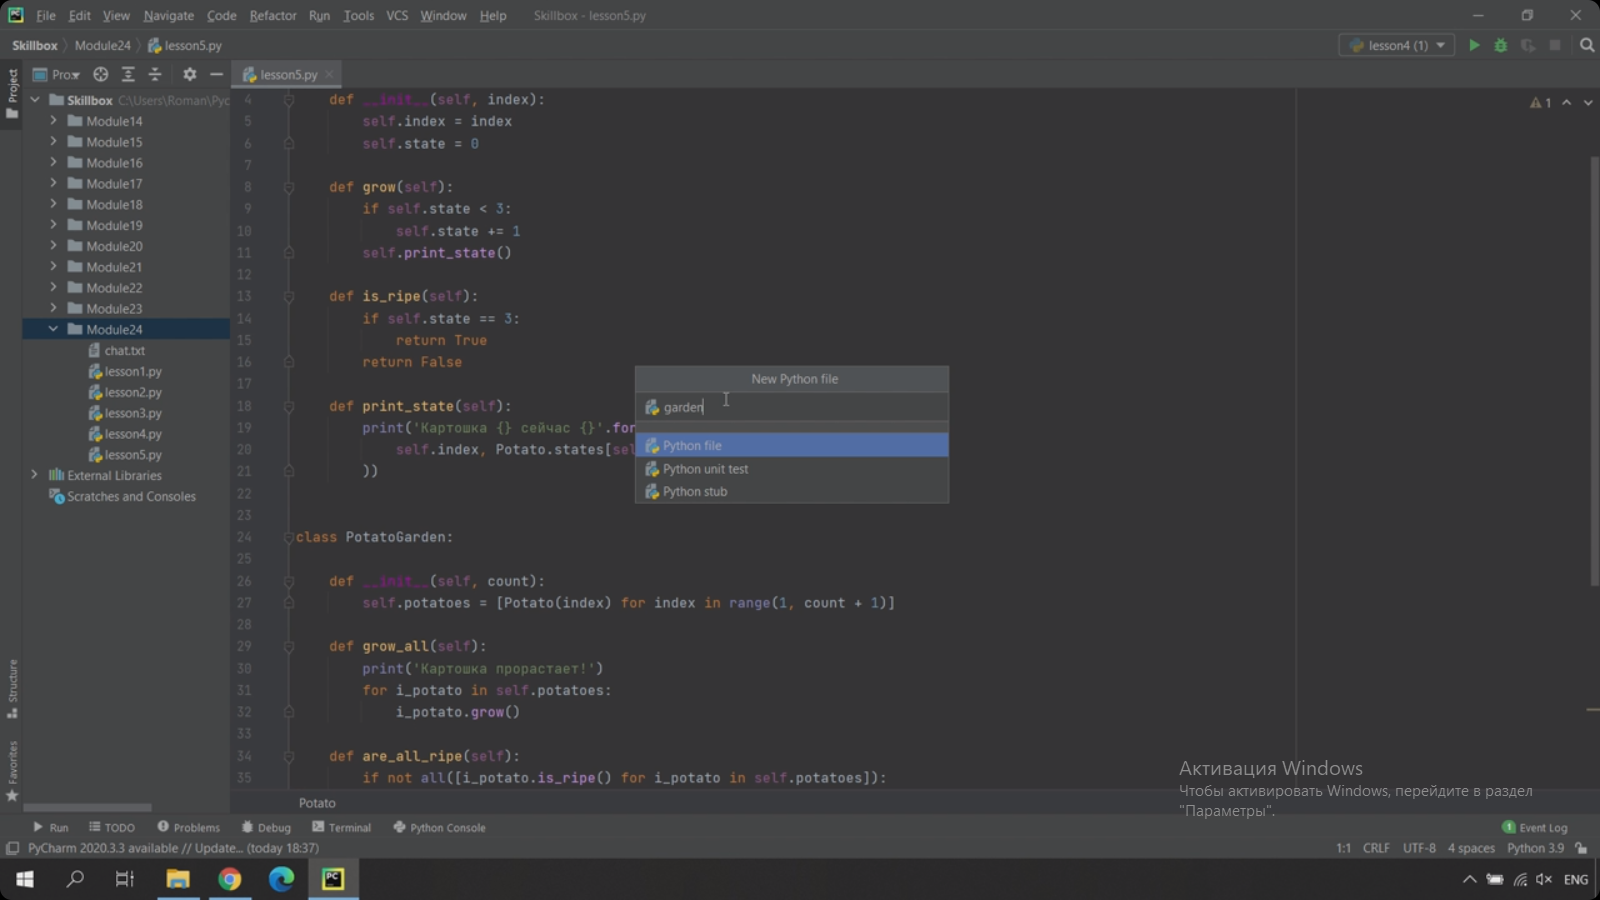 File Edit View Navigate Code Refactor Run Tools VCS Window Help Skillbox - lesson5.py
Skillbox Module24 lesson5.py
lesson4 (1)
Project
Pro...
lesson5.py
Skillbox C:\Users\Roman\Pyc
Module14
Module15
Module16
Module17
Module18
Module19
Module20
Module21
Module22
Module23
Module24
chat.txt
lesson1.py
lesson2.py
lesson3.py
lesson4.py
lesson5.py
External Libraries
Scratches and Consoles
Structure
Favorites
4 def __init__(self, index):
5 self.index = index
6 self.state = 0
7
8 def grow(self):
9 if self.state < 3:
10 self.state += 1
11 self.print_state()
12
13 def is_ripe(self):
14 if self.state == 3:
15 return True
16 return False
17
18 def print_state(self):
19 print('Картошка {} сейчас {}'.for
20 self.index, Potato.states[sel
21 ))
22
23
24 class PotatoGarden:
25
26 def __init__(self, count):
27 self.potatoes = [Potato(index) for index in range(1, count + 1)]
28
29 def grow_all(self):
30 print('Картошка прорастает!')
31 for i_potato in self.potatoes:
32 i_potato.grow()
33
34 def are_all_ripe(self):
35 if not all([i_potato.is_ripe() for i_potato in self.potatoes]):
1
New Python file
garden
Python file
Python unit test
Python stub
Активация Windows
Чтобы активировать Windows, перейдите в раздел
"Параметры".
Potato
Run TODO Problems Debug Terminal Python Console
1 Event Log
PyCharm 2020.3.3 available // Update... (today 18:37)
1:1 CRLF UTF-8 4 spaces Python 3.9
PC
ENG